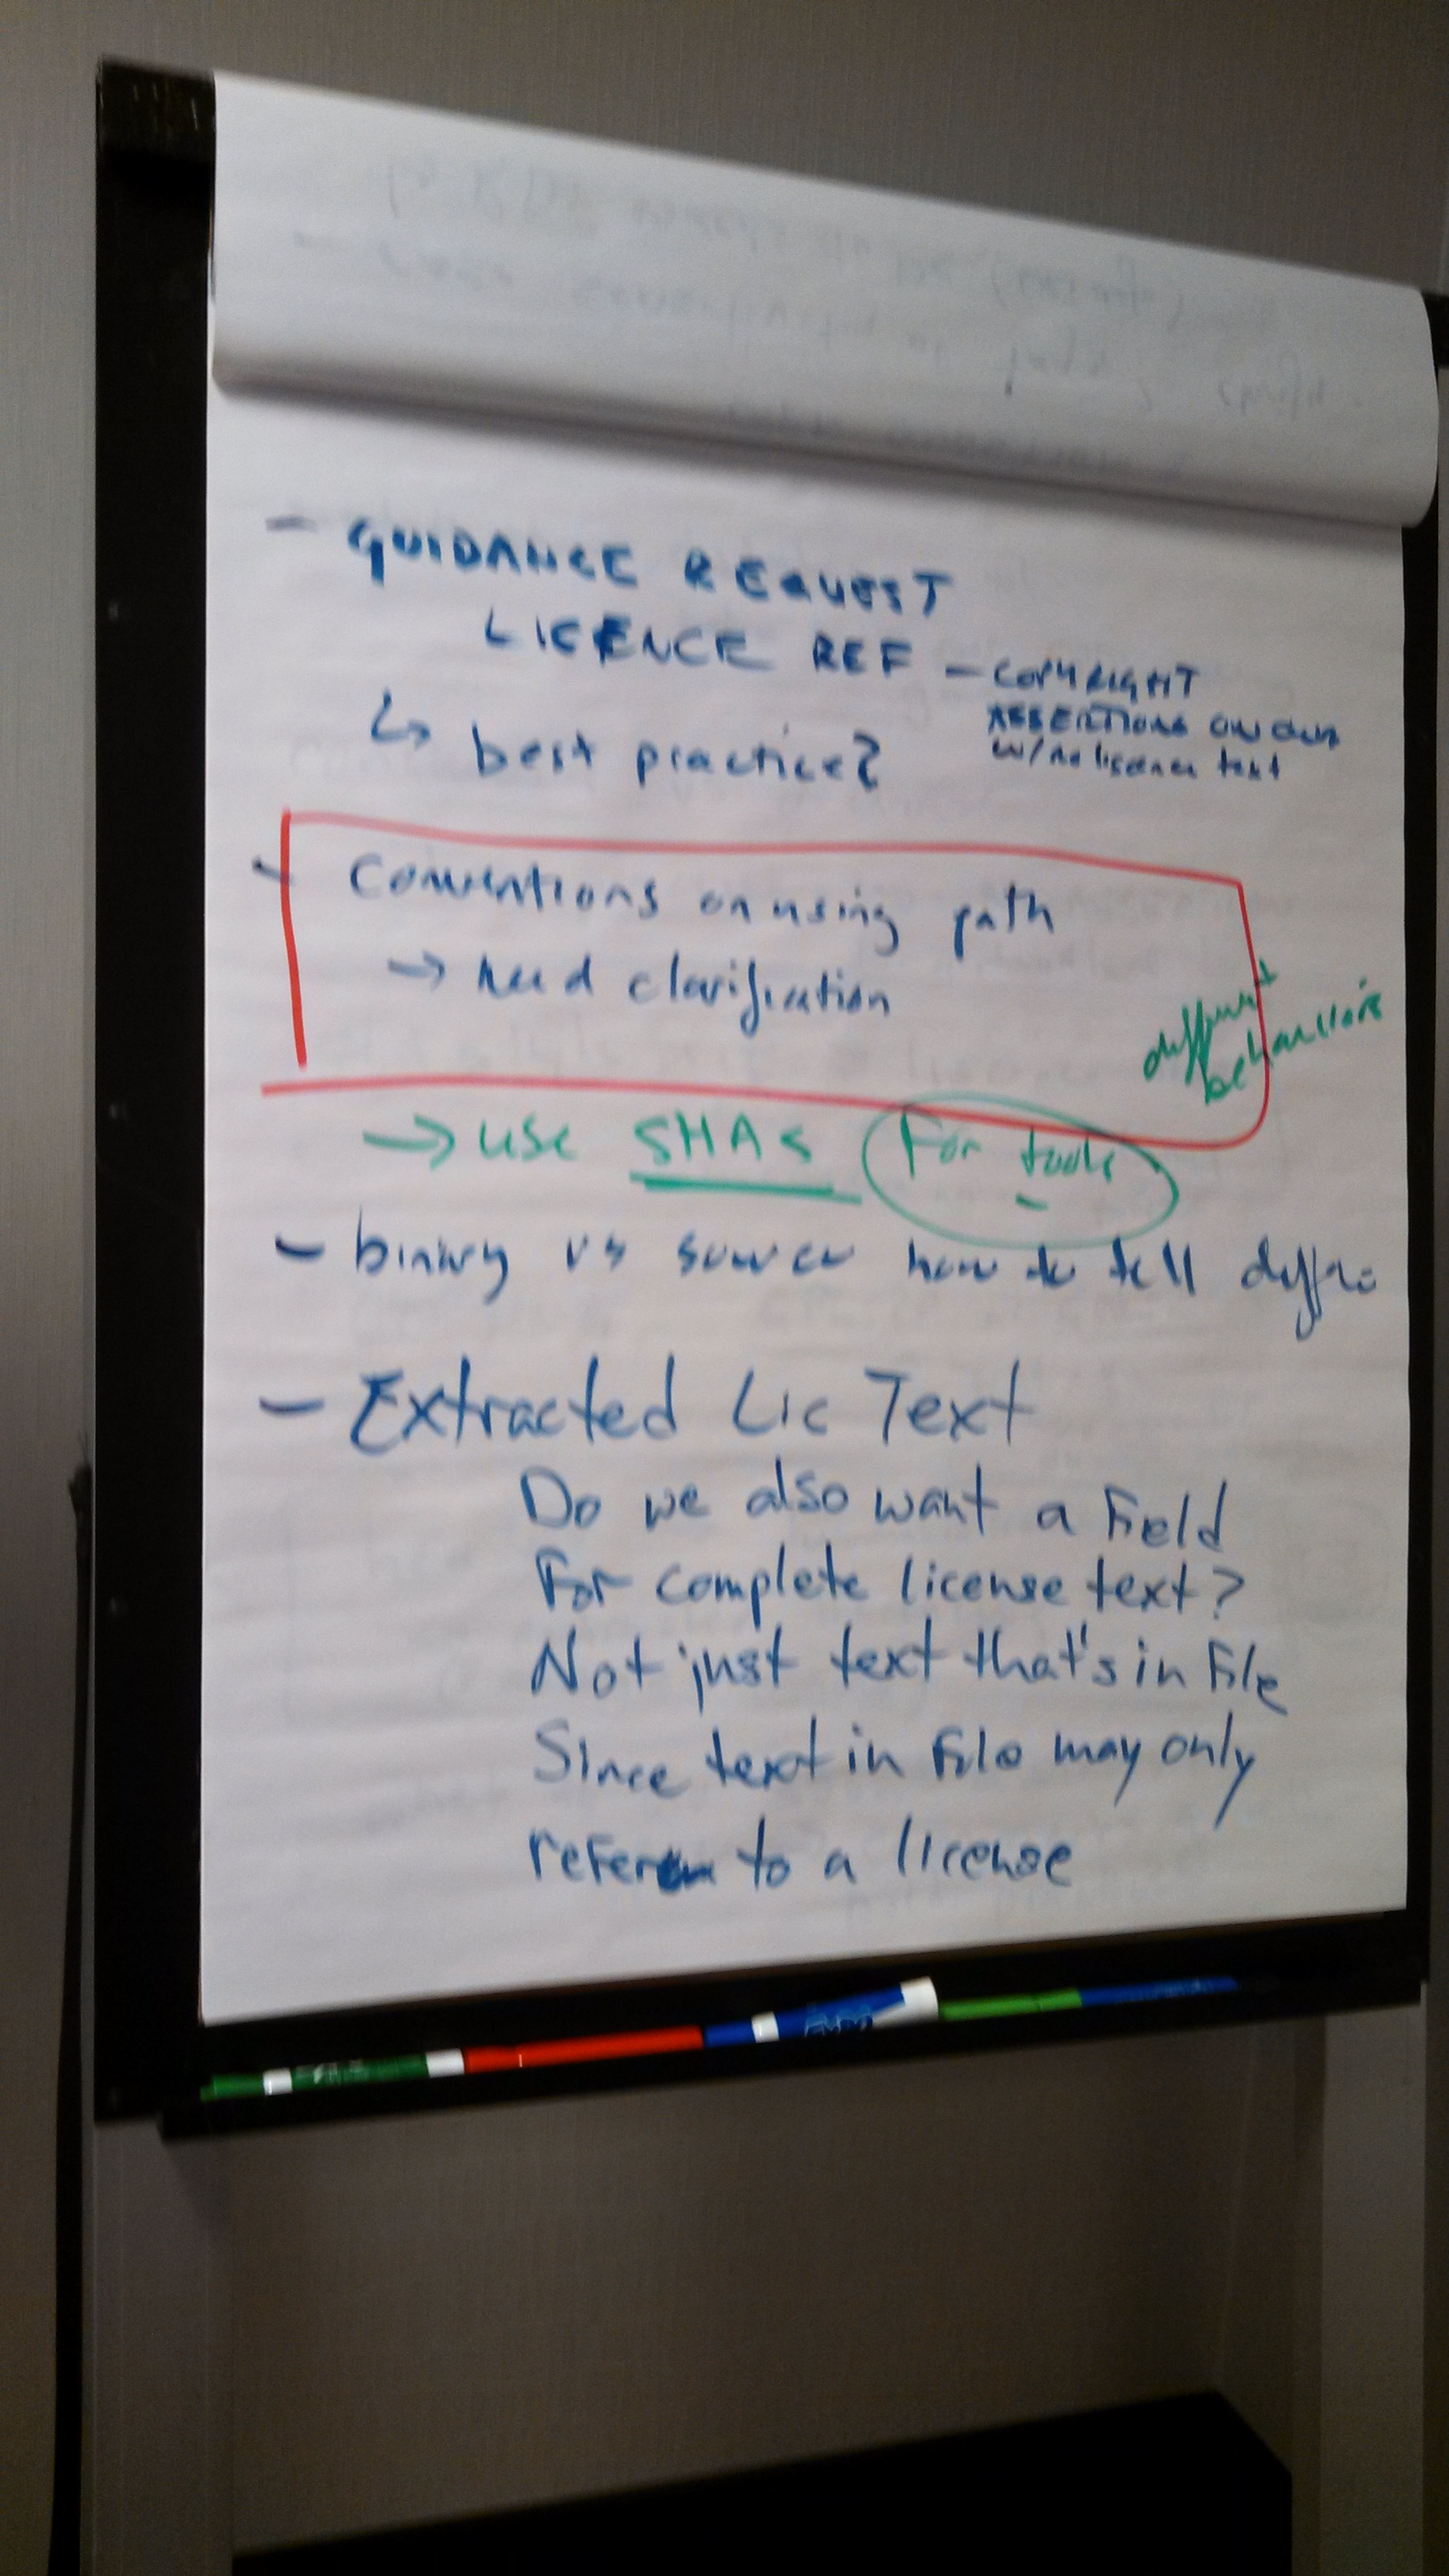 - GUIDANCE REQUEST
LICENCE REF - COPYRIGHT
ASSERTIONS ON OWN
w/no license text
↳ best practice?
- Conventions on using path
→ need clarification
different
behaviors
→ use SHAs for tools
- binary vs source how to tell
- Extracted Lic Text
Do we also want a Field
For complete license text?
Not just text that's in File
Since text in File may only
refer to a license
EXPO